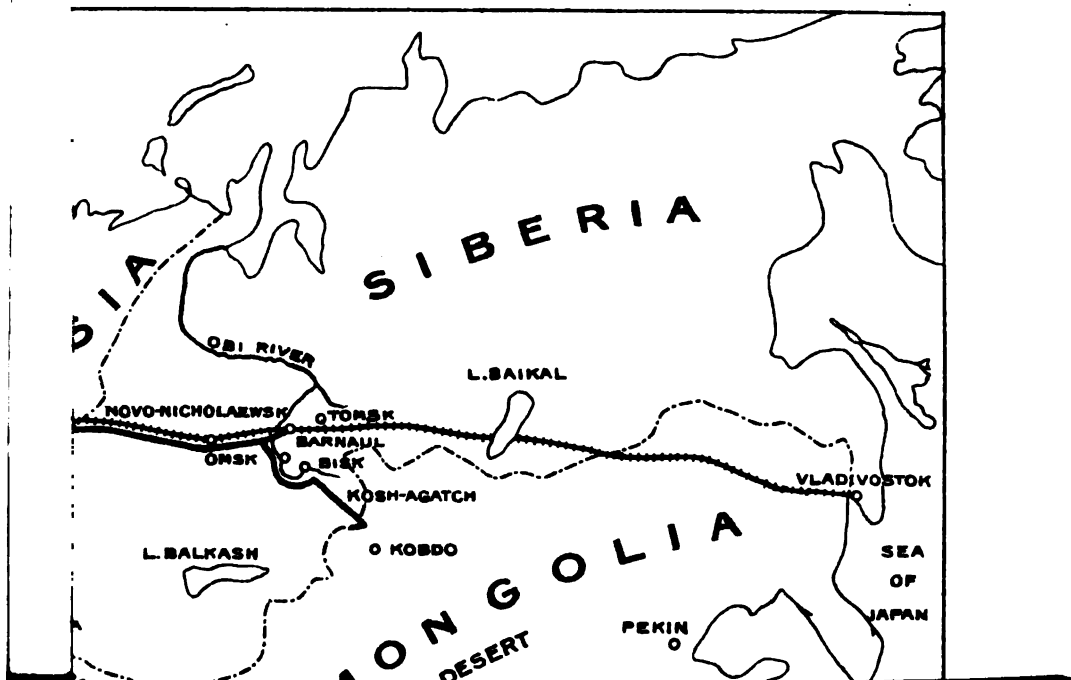 SIBERIA
SIA
OBI RIVER
L.BAIKAL
NOVO-NICHOLAEWSK
TOMSK
BARNAUL
OMSK
BISK
VLADIVOSTOK
KOSH-AGATCH
KOBDO
L.BALKASH
MONGOLIA
SEA
OF
JAPAN
PEKIN
DESERT